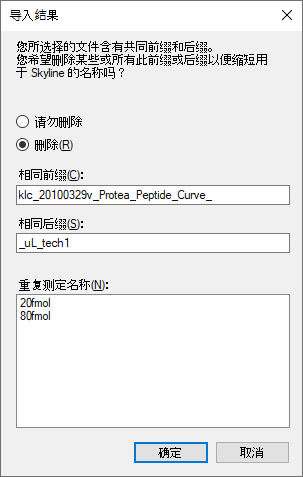 导入结果
您所选择的文件含有共同前缀和后缀。
您希望删除某些或所有此前缀或后缀以便缩短用
于 Skyline 的名称吗？
请勿删除
删除(R)
相同前缀(C):
klc_20100329v_Protea_Peptide_Curve_
相同后缀(S):
_uL_tech1
重复测定名称(N):
20fmol
80fmol
确定
取消